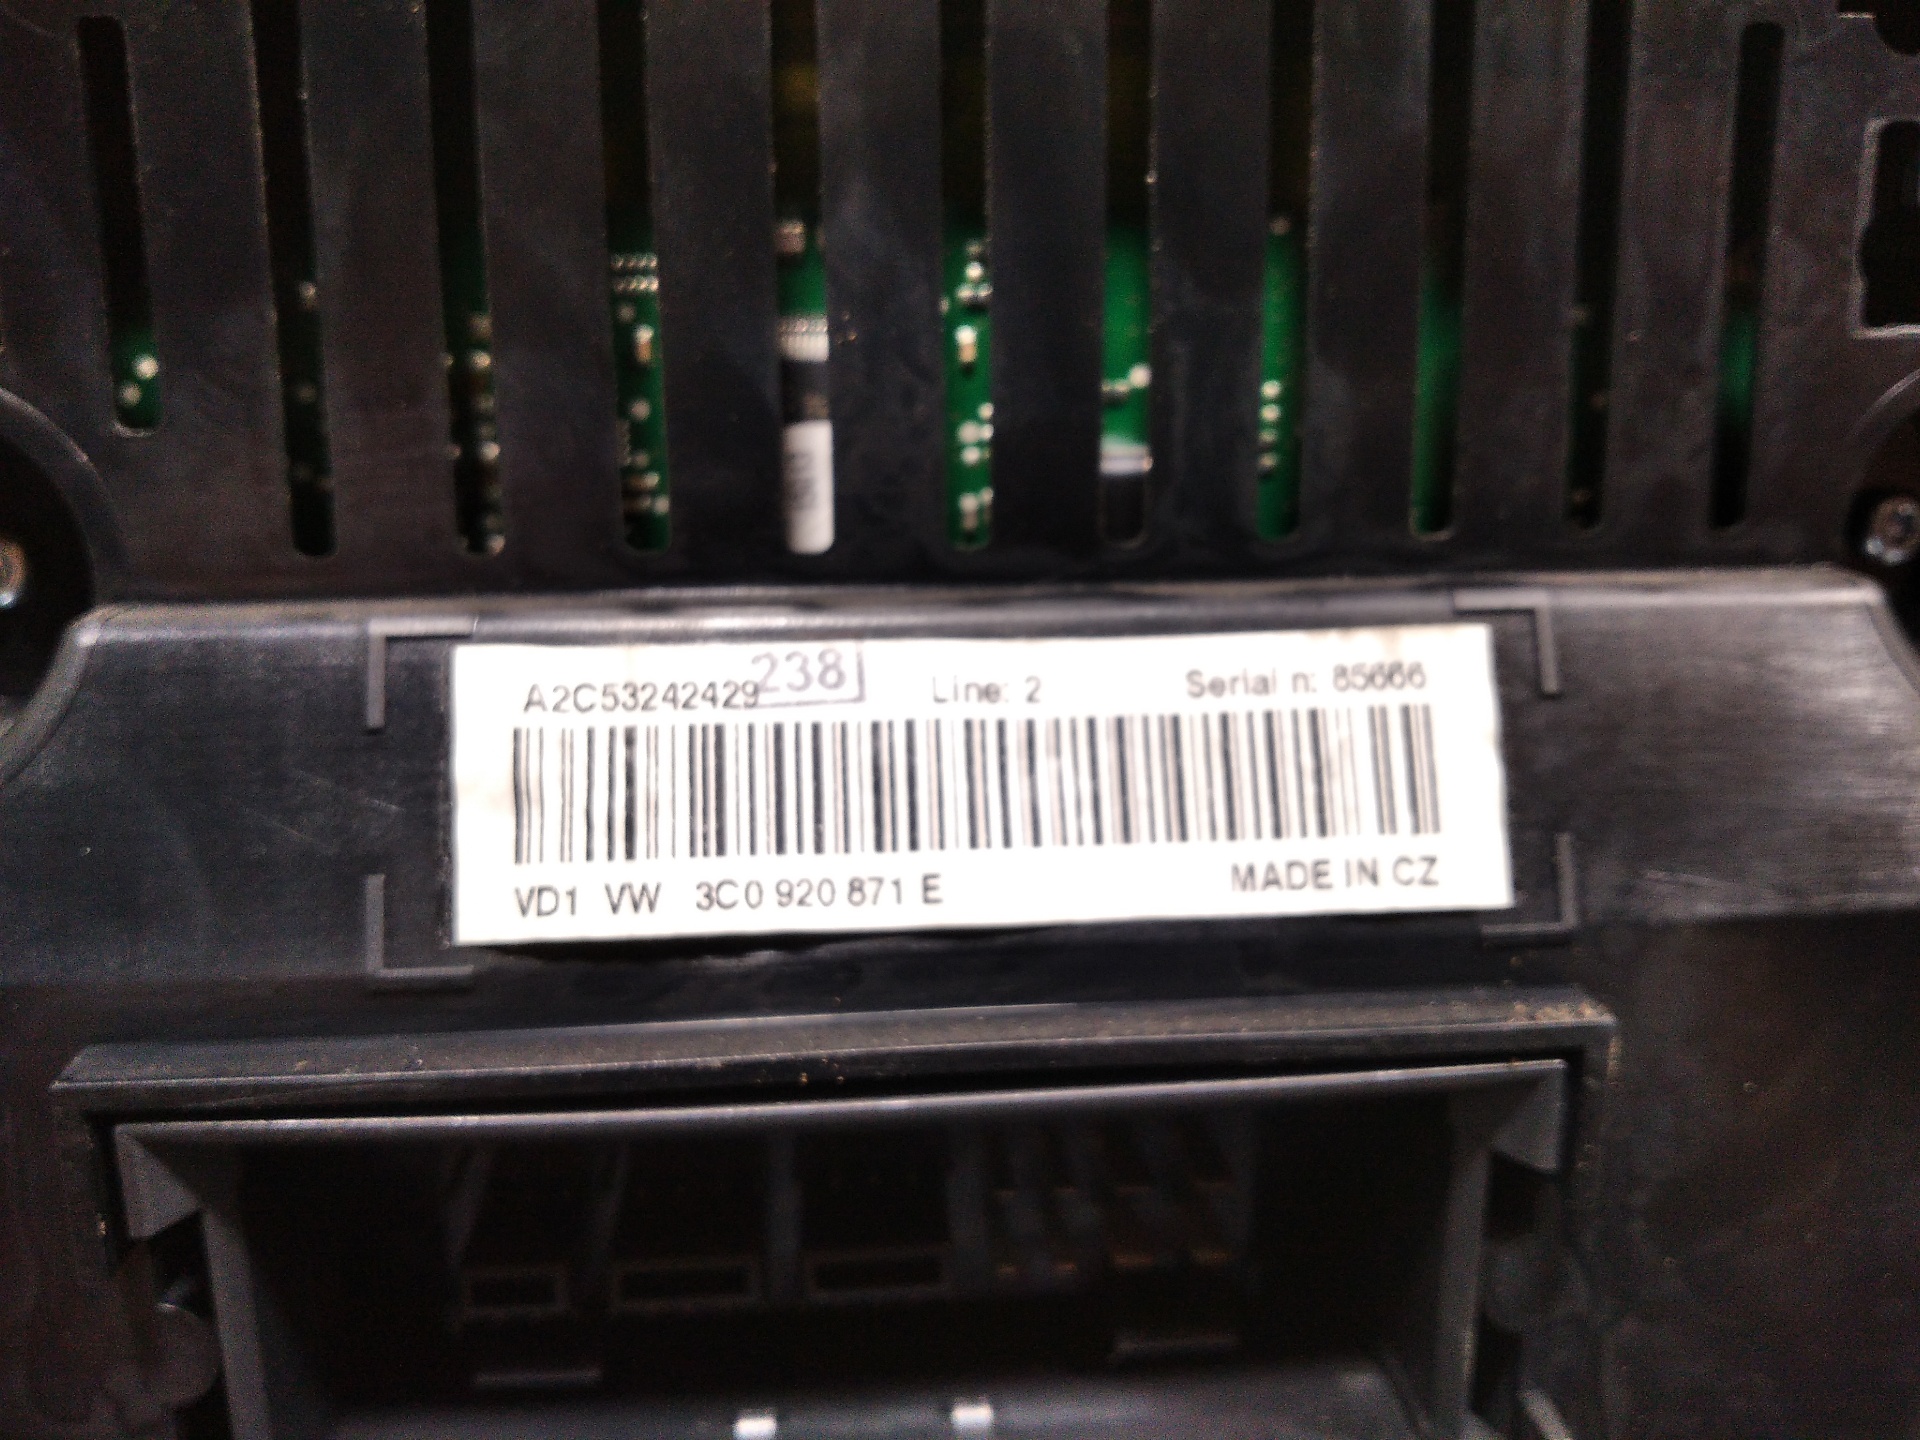 A2C53242429 238 Line: 2 Serial n: 85666
VD1 VW 3C0 920 871 E MADE IN CZ